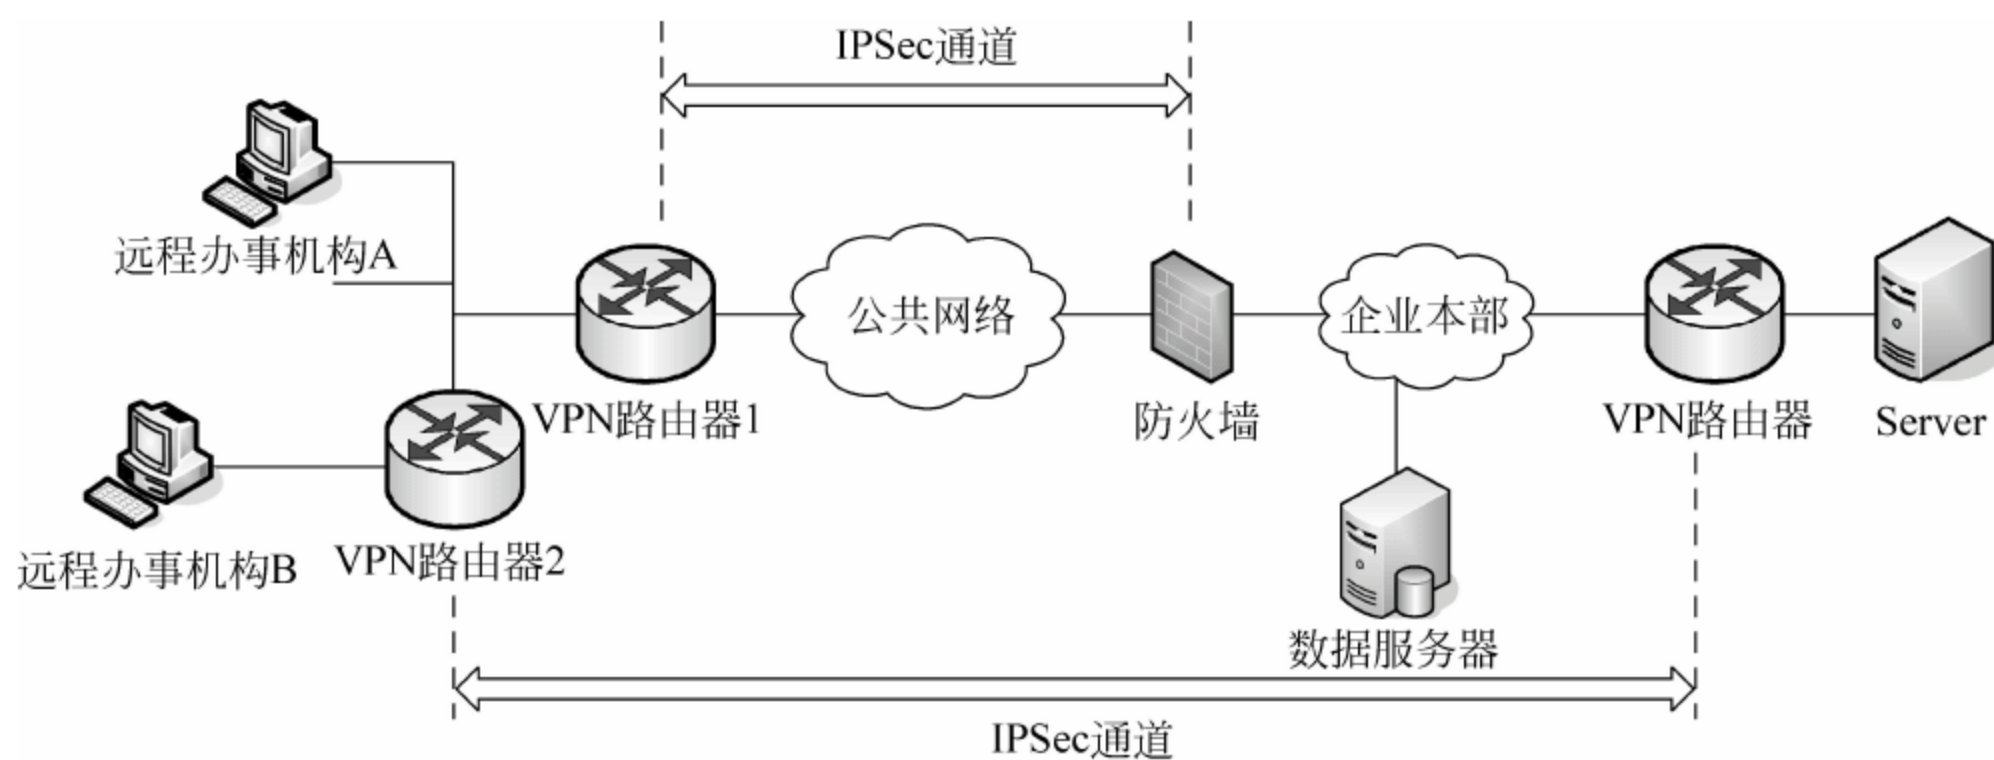 IPSec通道
远程办事机构A
公共网络
企业本部
VPN路由器1
防火墙
VPN路由器
Server
远程办事机构B
VPN路由器2
数据服务器
IPSec通道